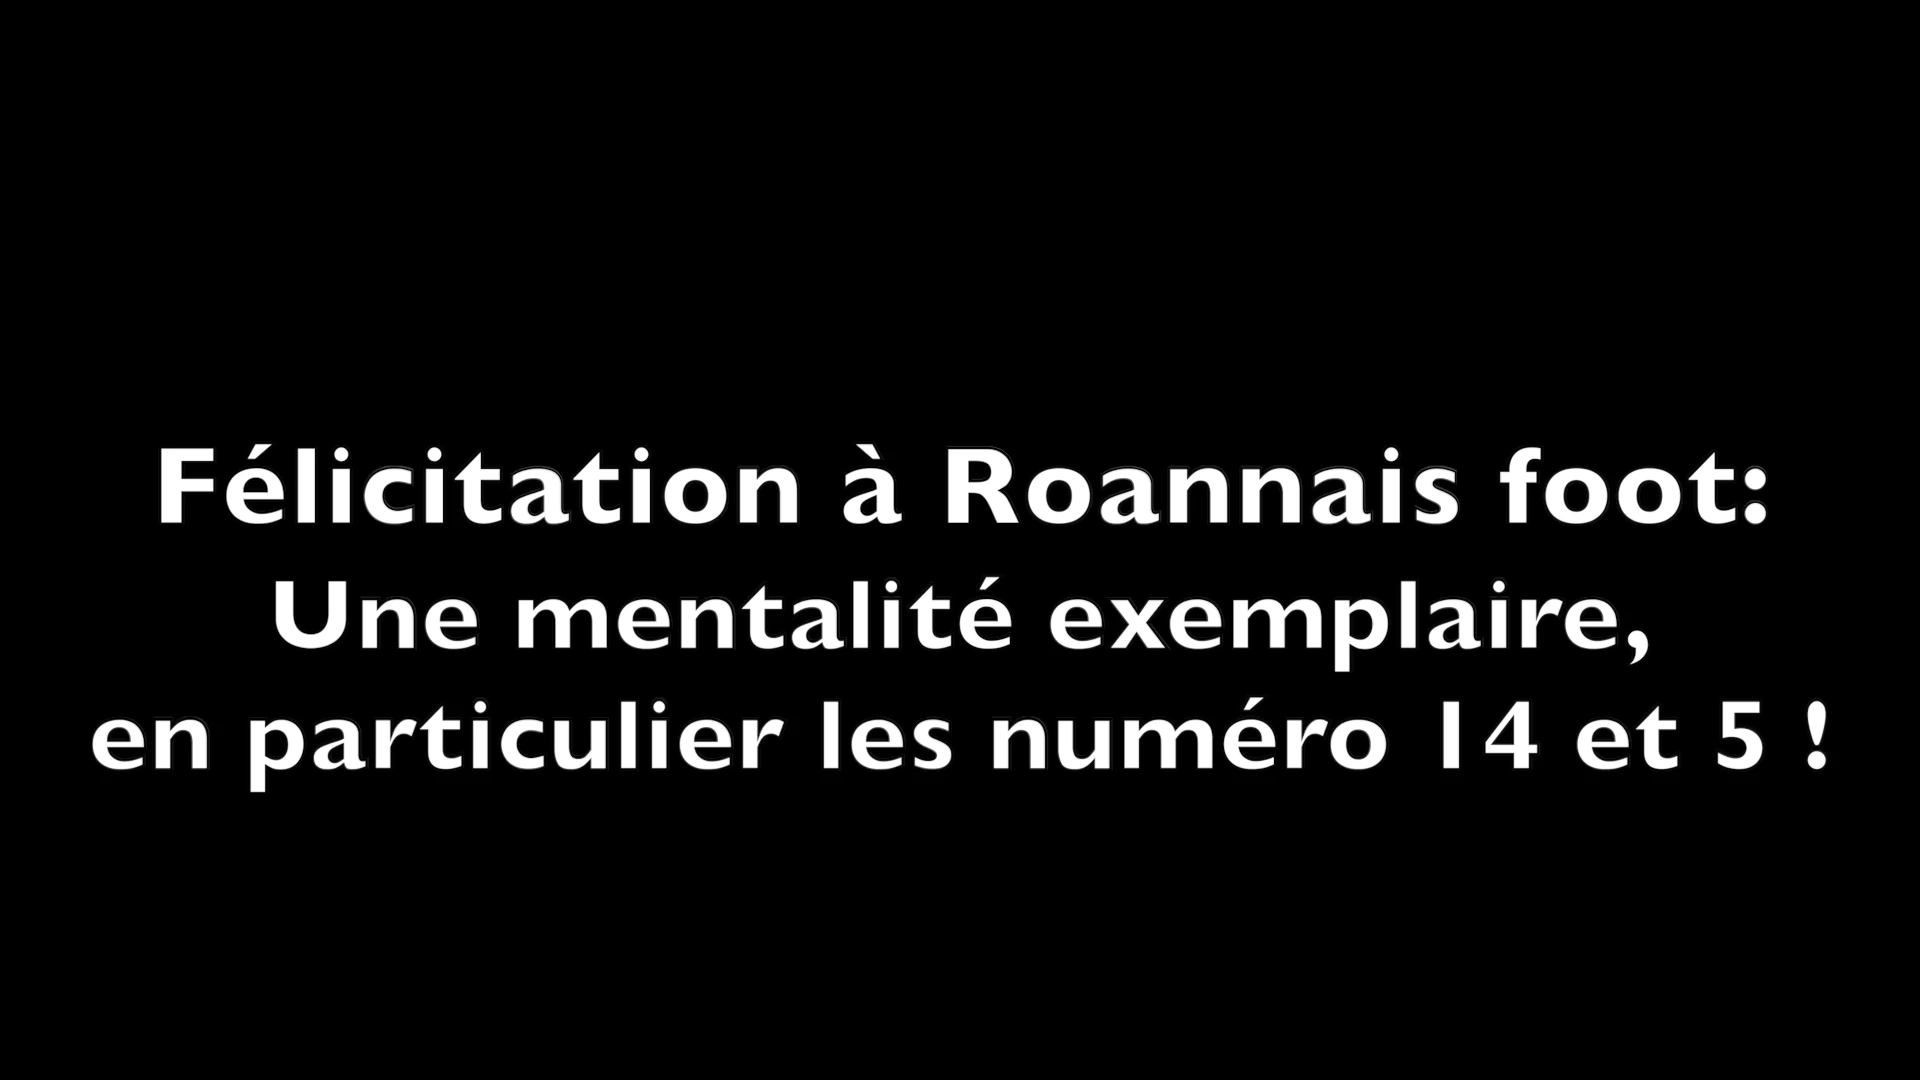 Félicitation à Roannais foot:
Une mentalité exemplaire,
en particulier les numéro 14 et 5 !